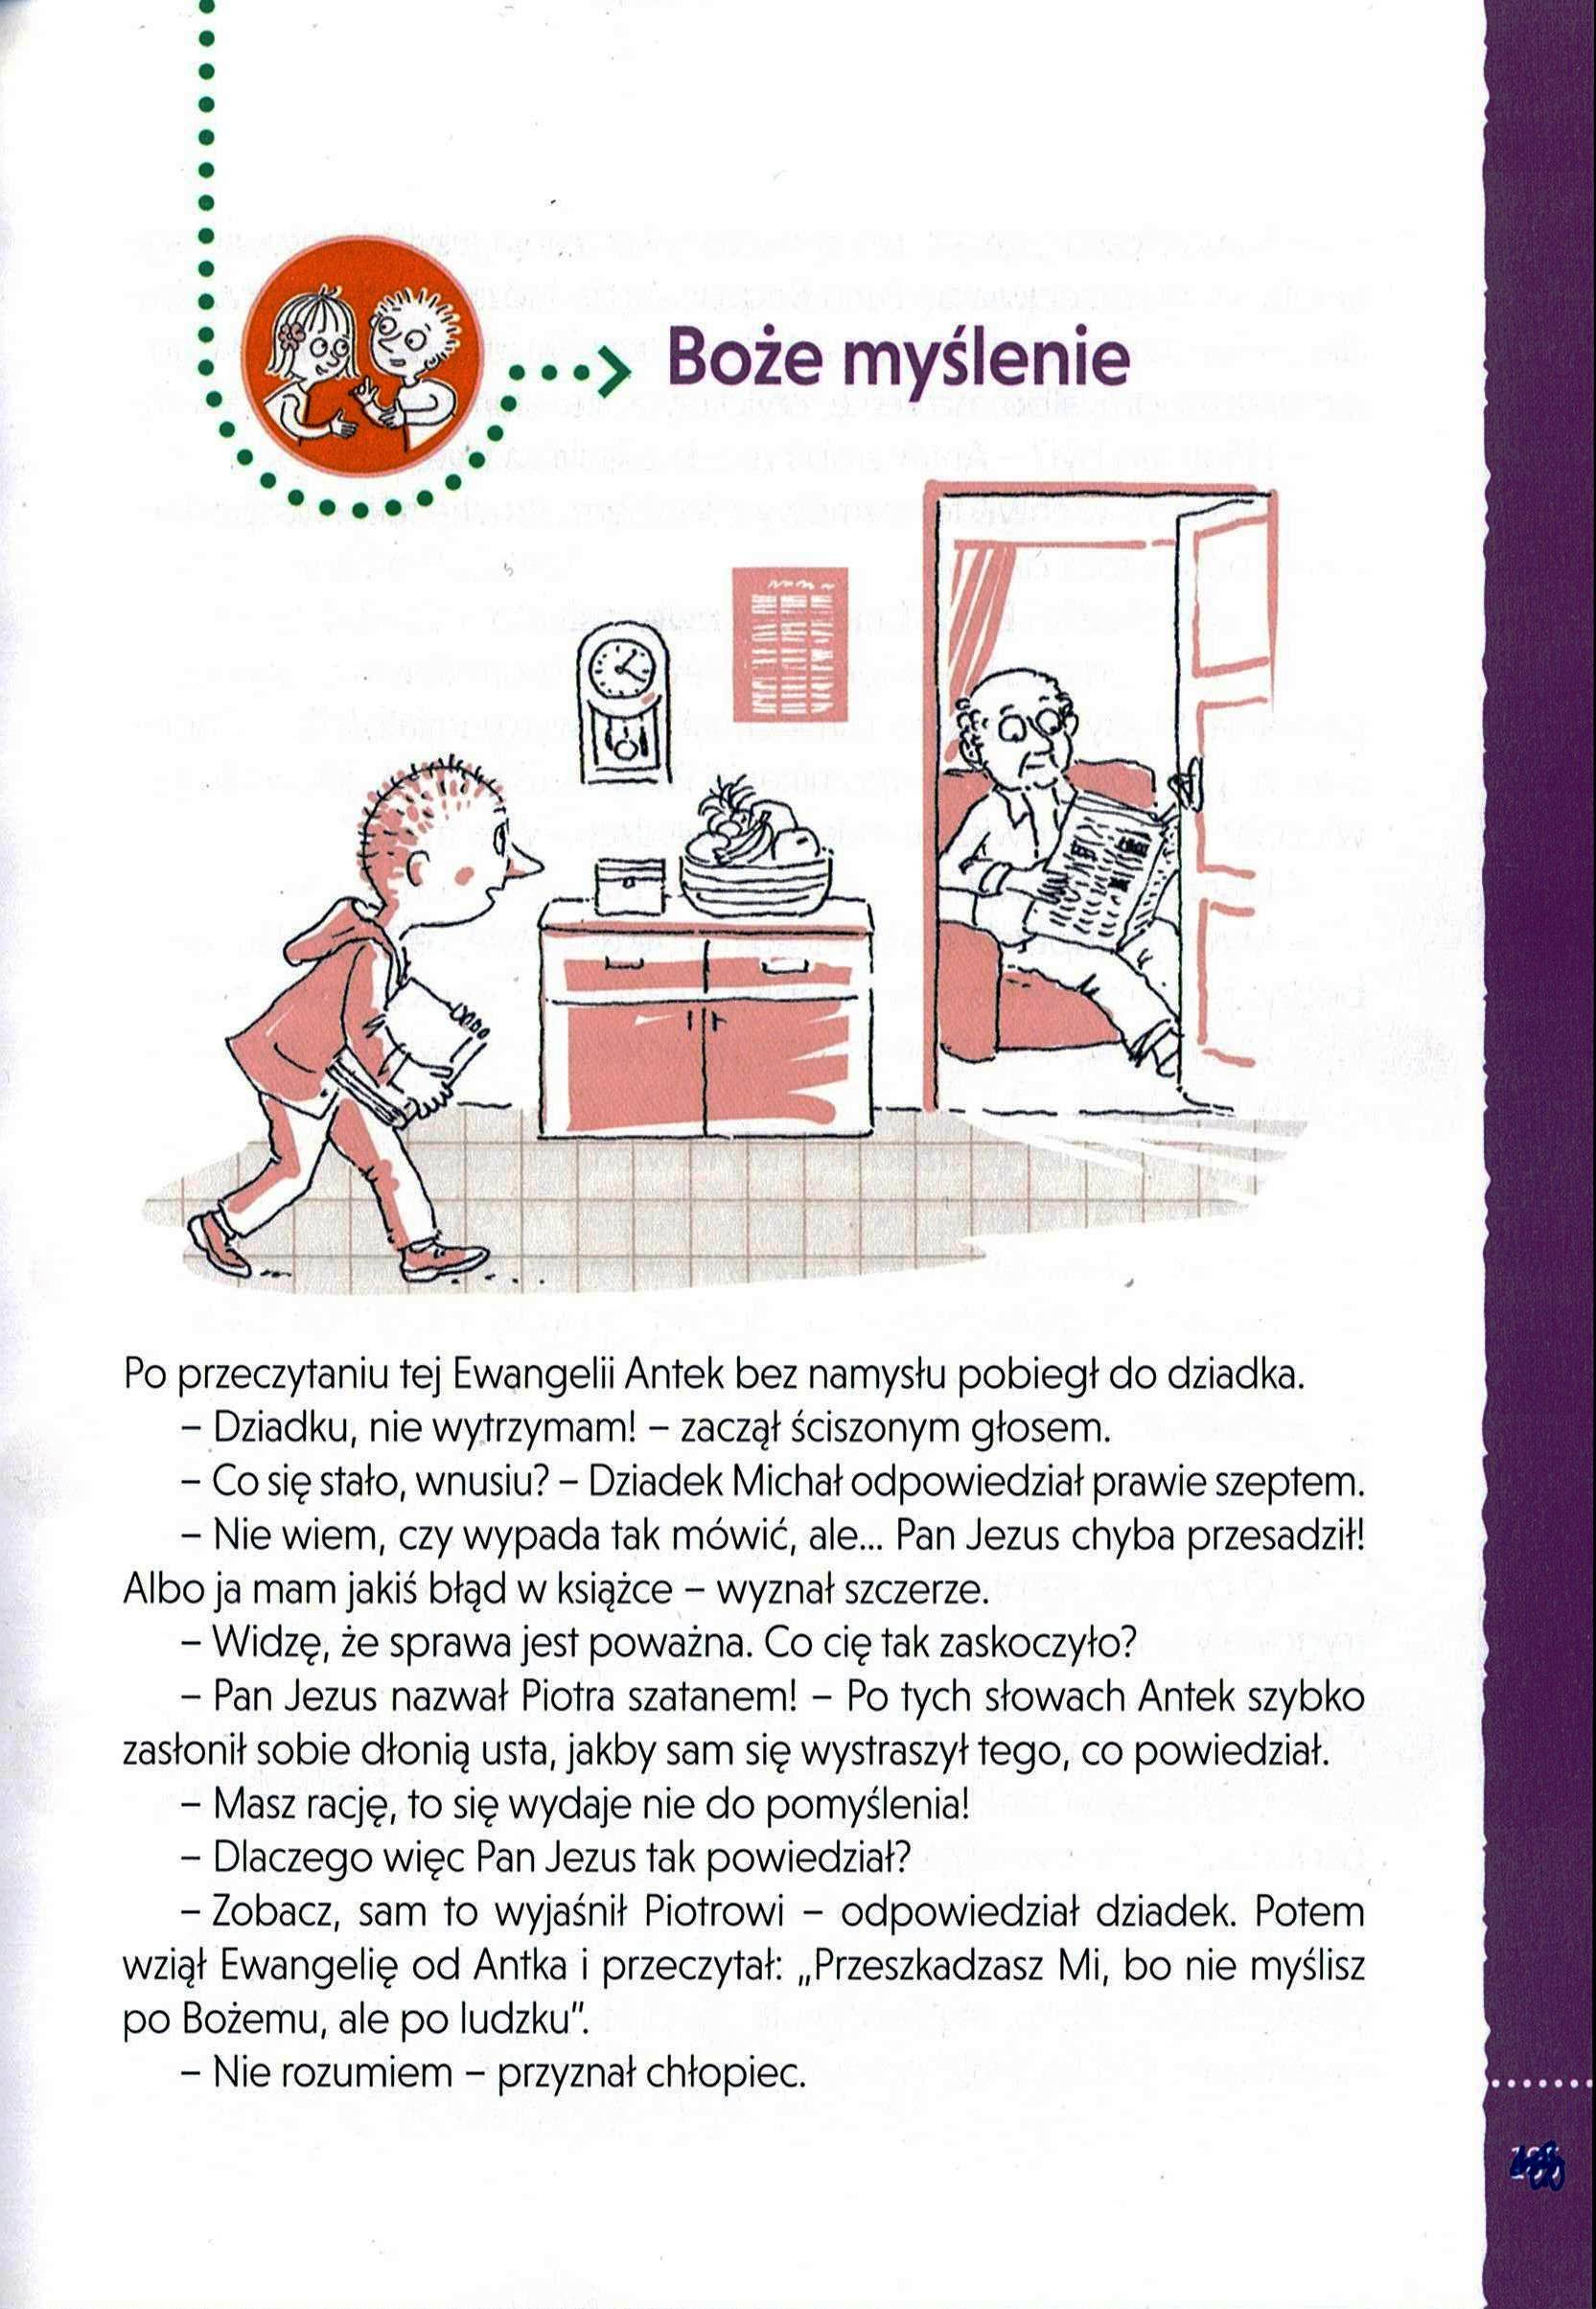 Boże myślenie
Po przeczytaniu tej Ewangelii Antek bez namysłu pobiegł do dziadka.
– Dziadku, nie wytrzymam! – zaczął ściszonym głosem.
– Co się stało, wnusiu? – Dziadek Michał odpowiedział prawie szeptem.
– Nie wiem, czy wypada tak mówić, ale... Pan Jezus chyba przesadził!
Albo ja mam jakiś błąd w książce – wyznał szczerze.
– Widzę, że sprawa jest poważna. Co cię tak zaskoczyło?
– Pan Jezus nazwał Piotra szatanem! – Po tych słowach Antek szybko
zasłonił sobie dłonią usta, jakby sam się wystraszył tego, co powiedział.
– Masz rację, to się wydaje nie do pomyślenia!
– Dlaczego więc Pan Jezus tak powiedział?
– Zobacz, sam to wyjaśnił Piotrowi – odpowiedział dziadek. Potem
wziął Ewangelię od Antka i przeczytał: „Przeszkadzasz Mi, bo nie myślisz
po Bożemu, ale po ludzku".
– Nie rozumiem – przyznał chłopiec.